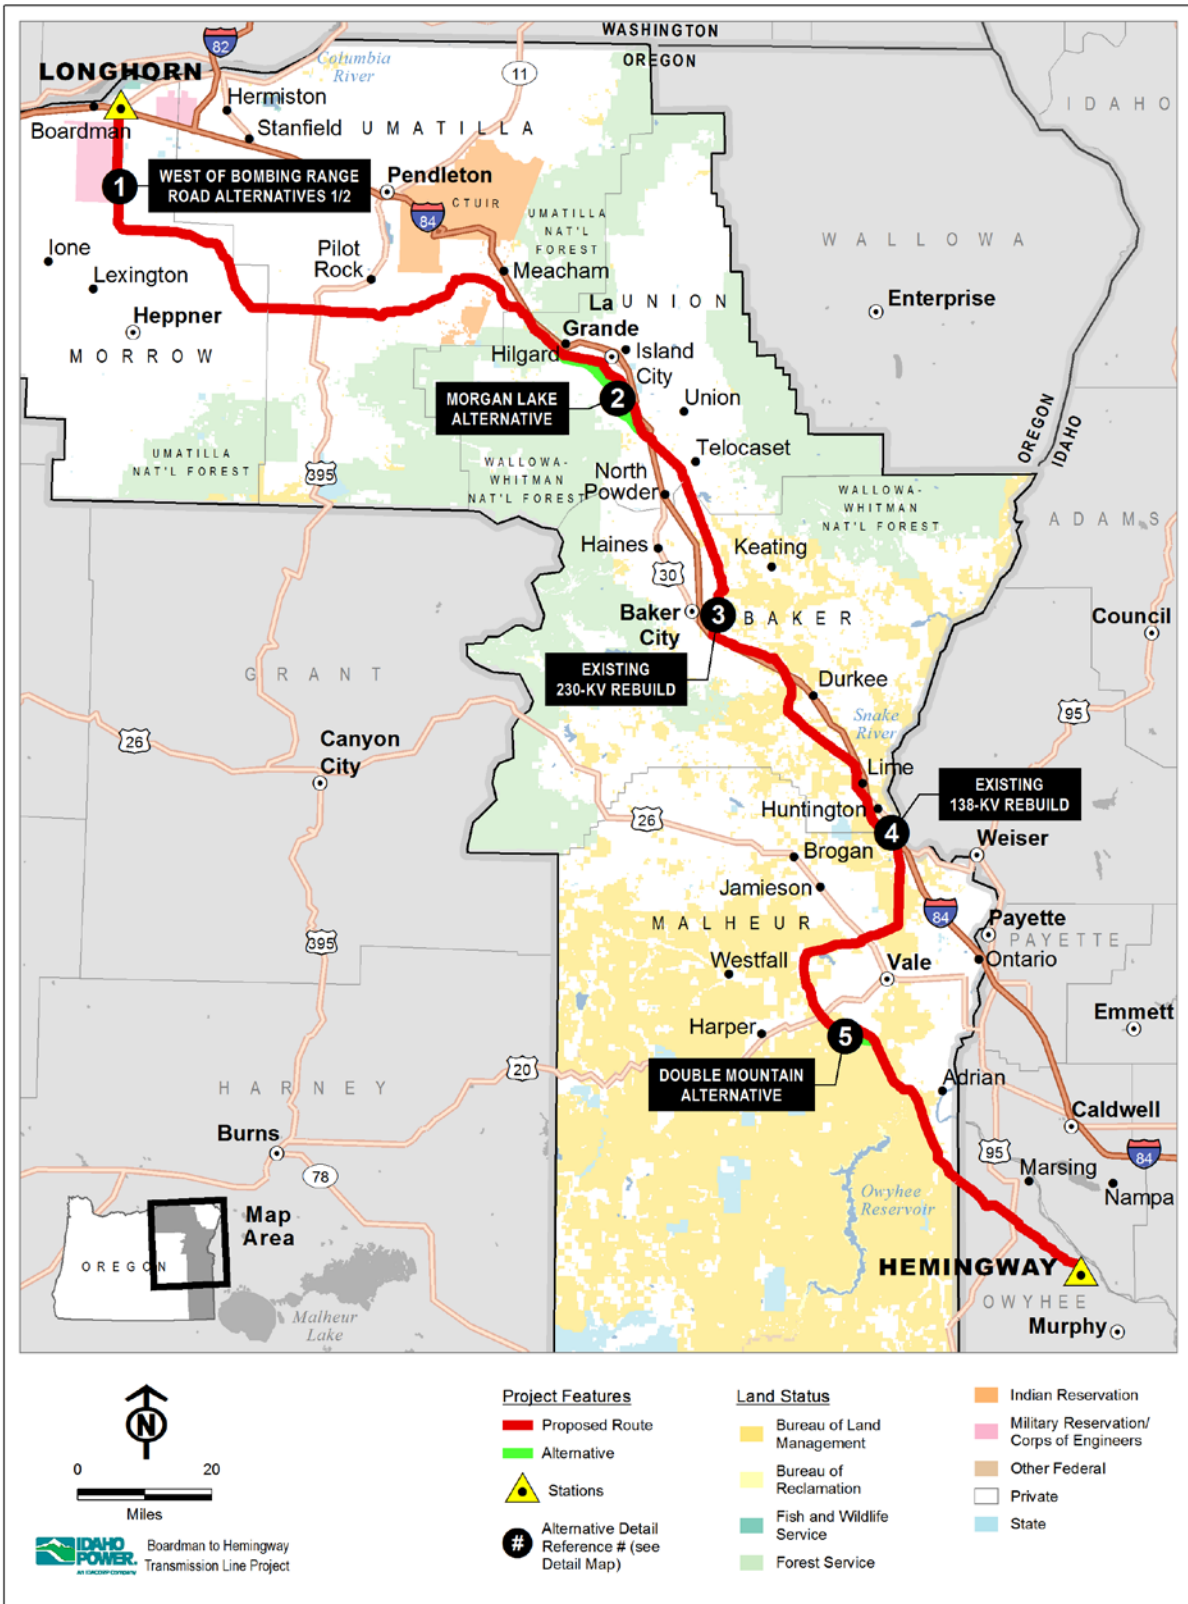 WASHINGTON
OREGON
82
Columbia
River
11
IDAHO
LONGHORN
Hermiston
Boardman
Stanfield
UMATILLA
1
WEST OF BOMBING RANGE
ROAD ALTERNATIVES 1/2
Pendleton
CTUIR
84
UMATILLA
NAT'L
FOREST
WALLOWA
Ione
Lexington
Pilot
Rock
Meacham
Heppner
MORROW
La
Grande
UNION
Enterprise
Hilgard
Island
City
2
MORGAN LAKE
ALTERNATIVE
Union
OREGON
IDAHO
UMATILLA
NAT'L FOREST
395
WALLOWA-
WHITMAN
NAT'L FOREST
Telocaset
North
Powder
WALLOWA-
WHITMAN
NAT'L FOREST
ADAMS
Haines
30
Keating
Baker
City
3
BAKER
Council
EXISTING
230-KV REBUILD
GRANT
Durkee
Snake
River
95
26
Canyon
City
Lime
EXISTING
138-KV REBUILD
Huntington
4
26
Brogan
Weiser
Jamieson
84
MALHEUR
Payette
PAYETTE
395
Westfall
Vale
Ontario
Harper
5
Emmett
20
DOUBLE MOUNTAIN
ALTERNATIVE
Adrian
HARNEY
Caldwell
Burns
95
84
78
Marsing
Nampa
Owyhee
Reservoir
Map
Area
OREGON
HEMINGWAY
OWYHEE
Malheur
Lake
Murphy
N
0 20
Miles
IDAHO
POWER.
An IDACORP Company
Boardman to Hemingway
Transmission Line Project
Project Features
Proposed Route
Alternative
Stations
#
Alternative Detail
Reference # (see
Detail Map)
Land Status
Bureau of Land
Management
Bureau of
Reclamation
Fish and Wildlife
Service
Forest Service
Indian Reservation
Military Reservation/
Corps of Engineers
Other Federal
Private
State